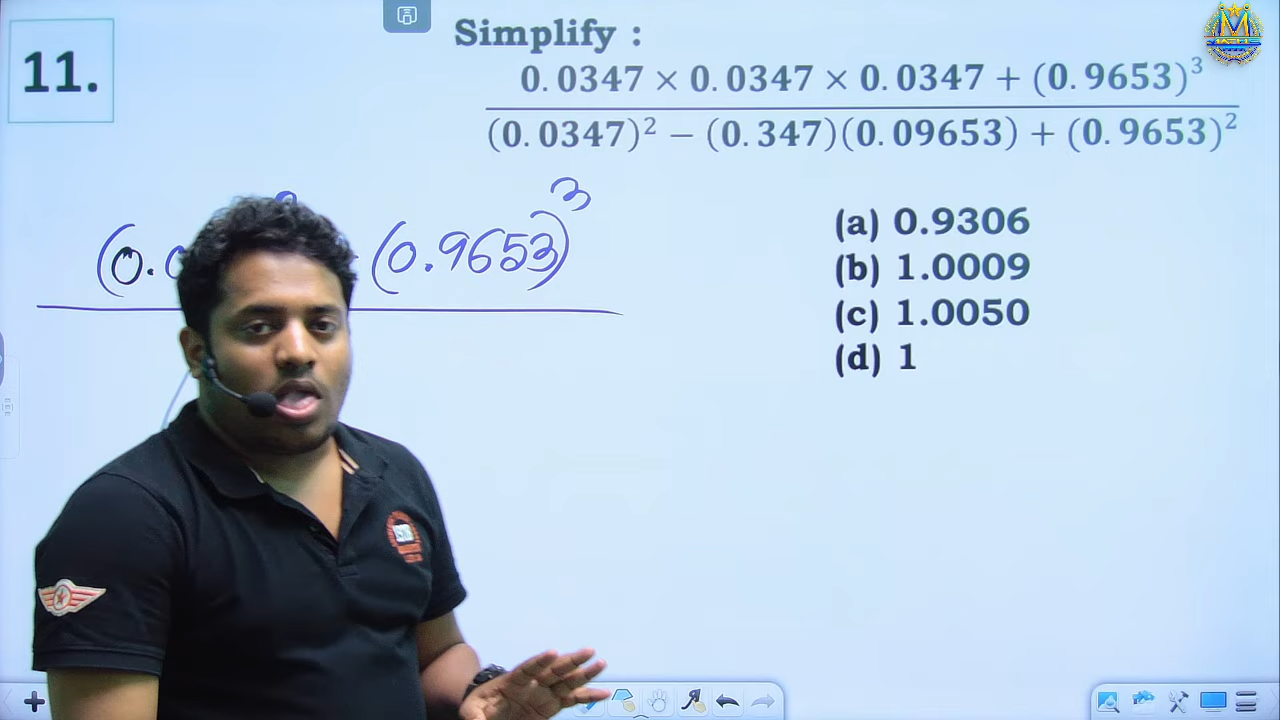 11.
Simplify :
0.0347 × 0.0347 × 0.0347 + (0.9653)³
(0.0347)² − (0.347)(0.09653) + (0.9653)²
(0.
(0.9653)³
(a) 0.9306
(b) 1.0009
(c) 1.0050
(d) 1